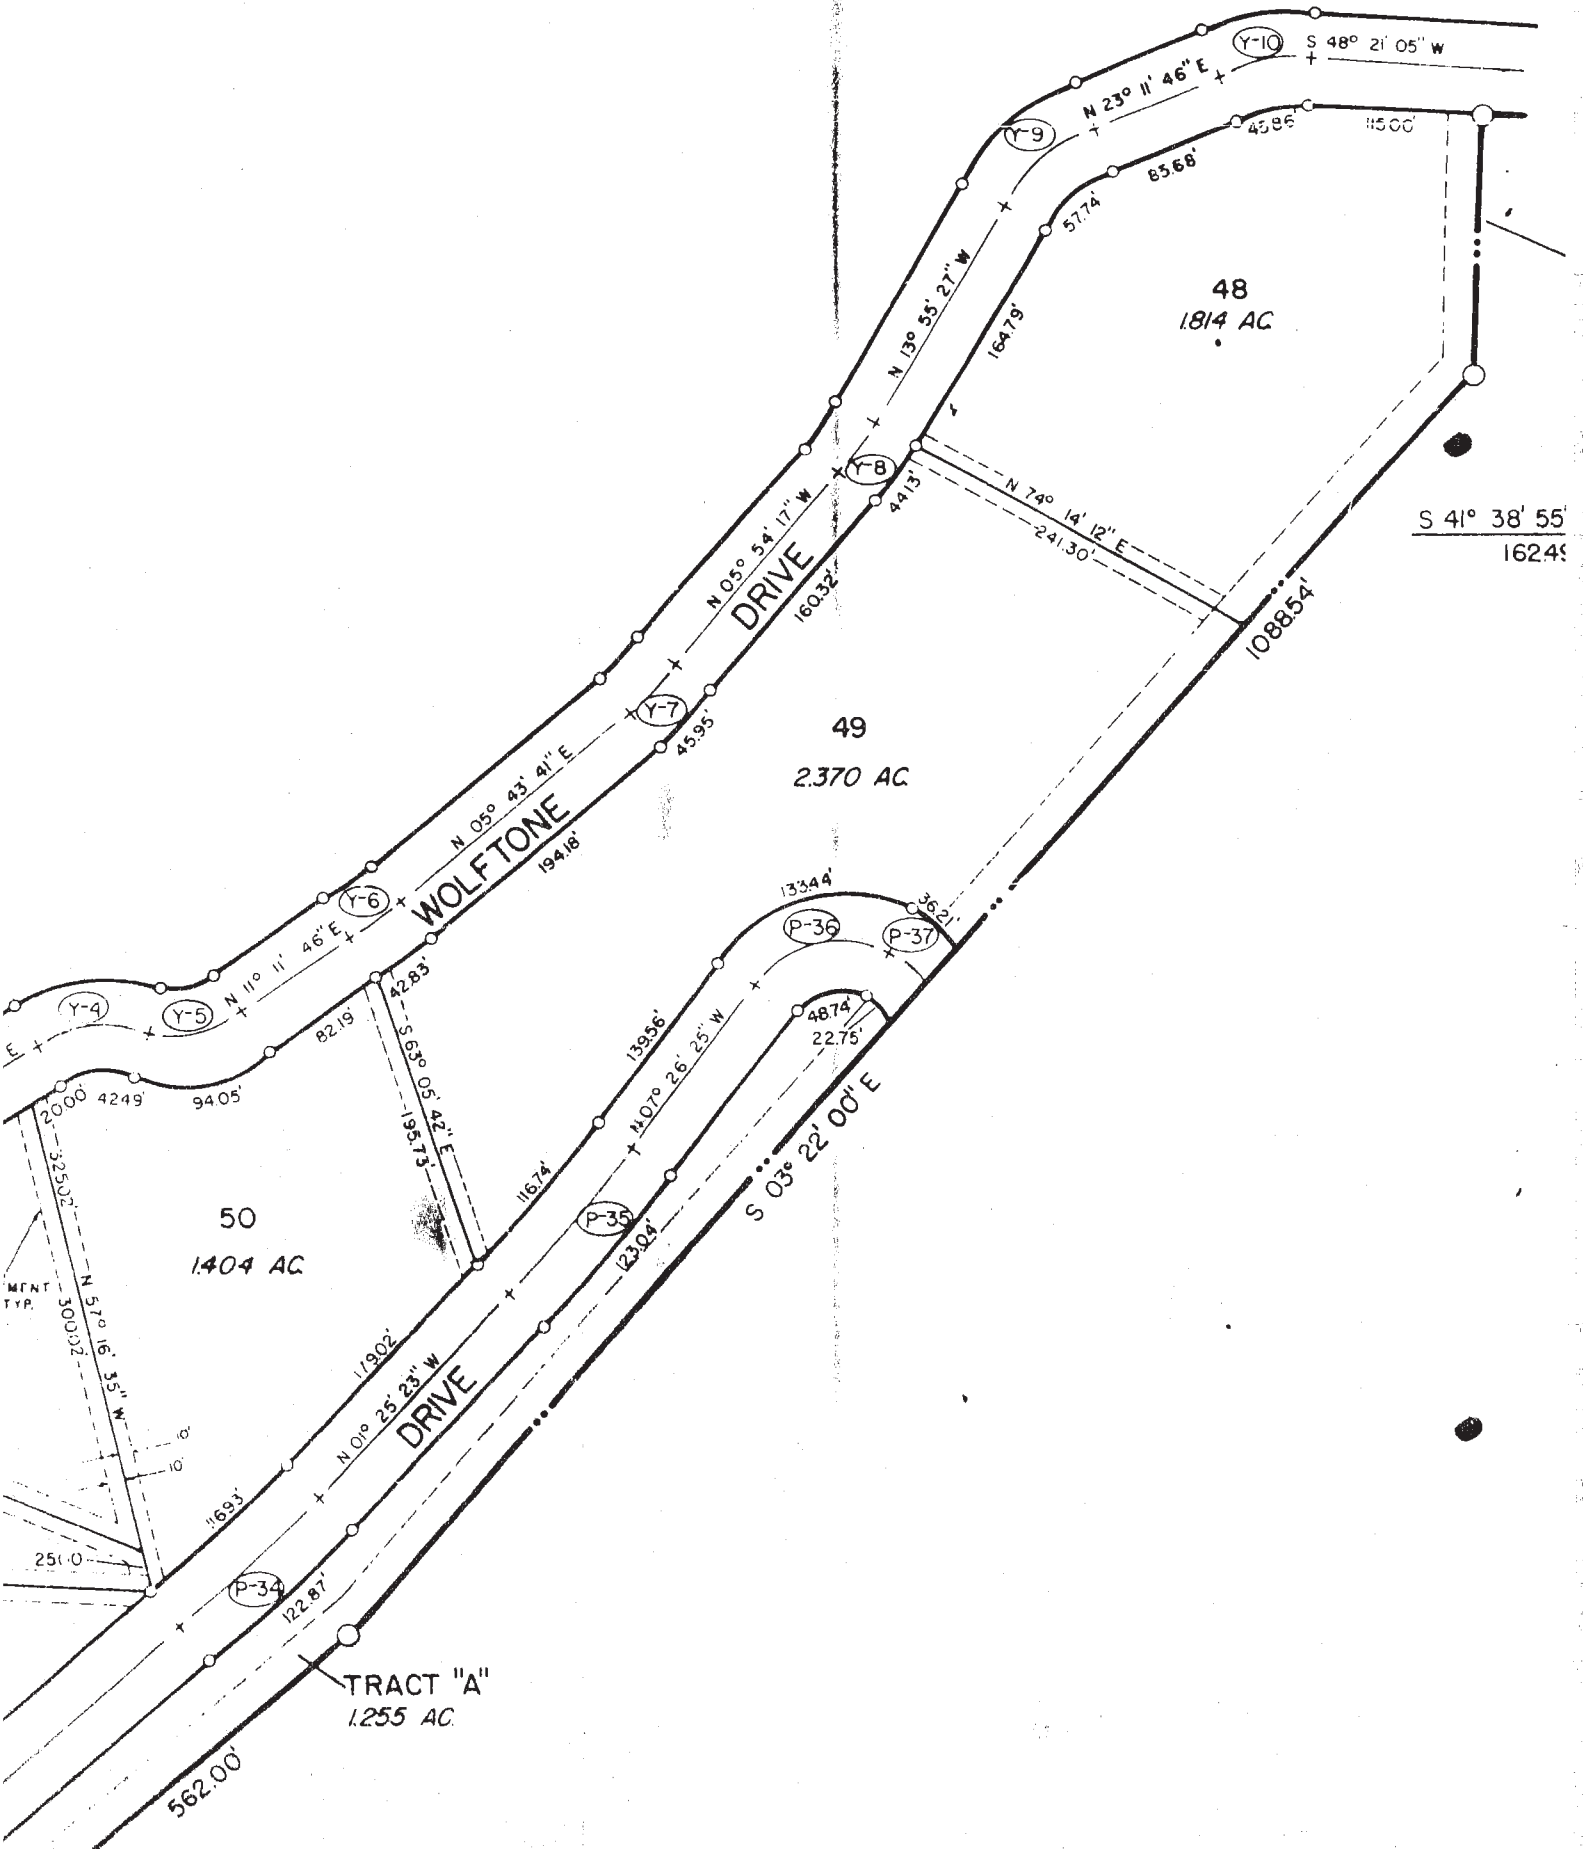 Y-10
S 48° 21' 05" W
N 23° 11' 46" E
Y-9
45.86'
115.00'
83.68'
57.74'
N 13° 55' 27" W
164.79'
48
1.814 AC.
Y-8
44.13'
N 74° 14' 12" E
241.30'
S 41° 38' 55"
162.49
N 05° 54' 17" W
DRIVE
160.32'
1088.54'
Y-7
45.95'
49
2.370 AC.
N 05° 43' 41" E
WOLFTONE
194.18'
Y-6
133.44'
36.21'
P-36
P-37
N 11° 11' 46" E
42.83'
Y-4
Y-5
E
82.19'
48.74'
22.75'
139.56'
N 07° 26' 25" W
S 63° 05' 42" E
195.73'
20.00'
42.49'
94.05'
S 03° 22' 00" E
325.02'
116.74'
50
1.404 AC.
P-35
123.04'
MENT
TYP.
N 57° 16' 35" W
300.02'
179.02'
N 01° 25' 23" W
DRIVE
10'
10'
116.93'
P-34
122.87'
TRACT "A"
1.255 AC.
562.00'